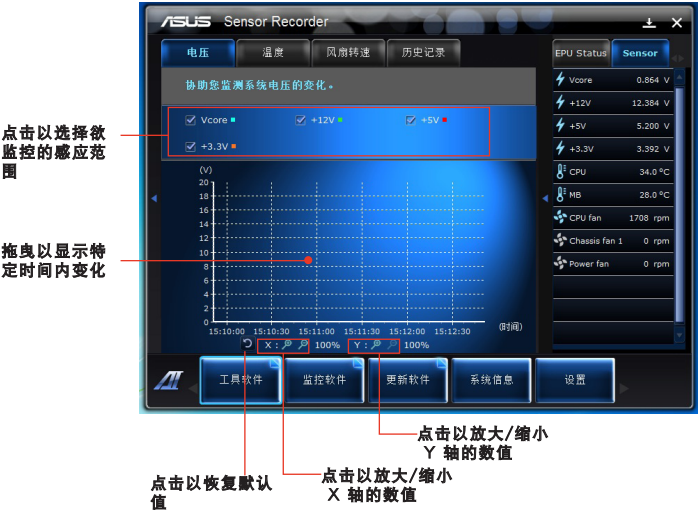 ASUS Sensor Recorder
电压 温度 风扇转速 历史记录
EPU Status Sensor
协助您监测系统电压的变化。
Vcore +12V +5V
+3.3V
Vcore 0.864 V
+12V 12.384 V
+5V 5.200 V
+3.3V 3.392 V
CPU 34.0 °C
MB 28.0 °C
CPU fan 1708 rpm
Chassis fan 1 0 rpm
Power fan 0 rpm
点击以选择欲
监控的感应范
围
拖曳以显示特
定时间内变化
(V)
20
18
16
14
12
10
8
6
4
2
0
15:10:00 15:10:30 15:11:00 15:11:30 15:12:00 15:12:30
(时间)
X : 100% Y : 100%
AI
工具软件 监控软件 更新软件 系统信息 设置
点击以放大/缩小
Y 轴的数值
点击以放大/缩小
X 轴的数值
点击以恢复默认
值